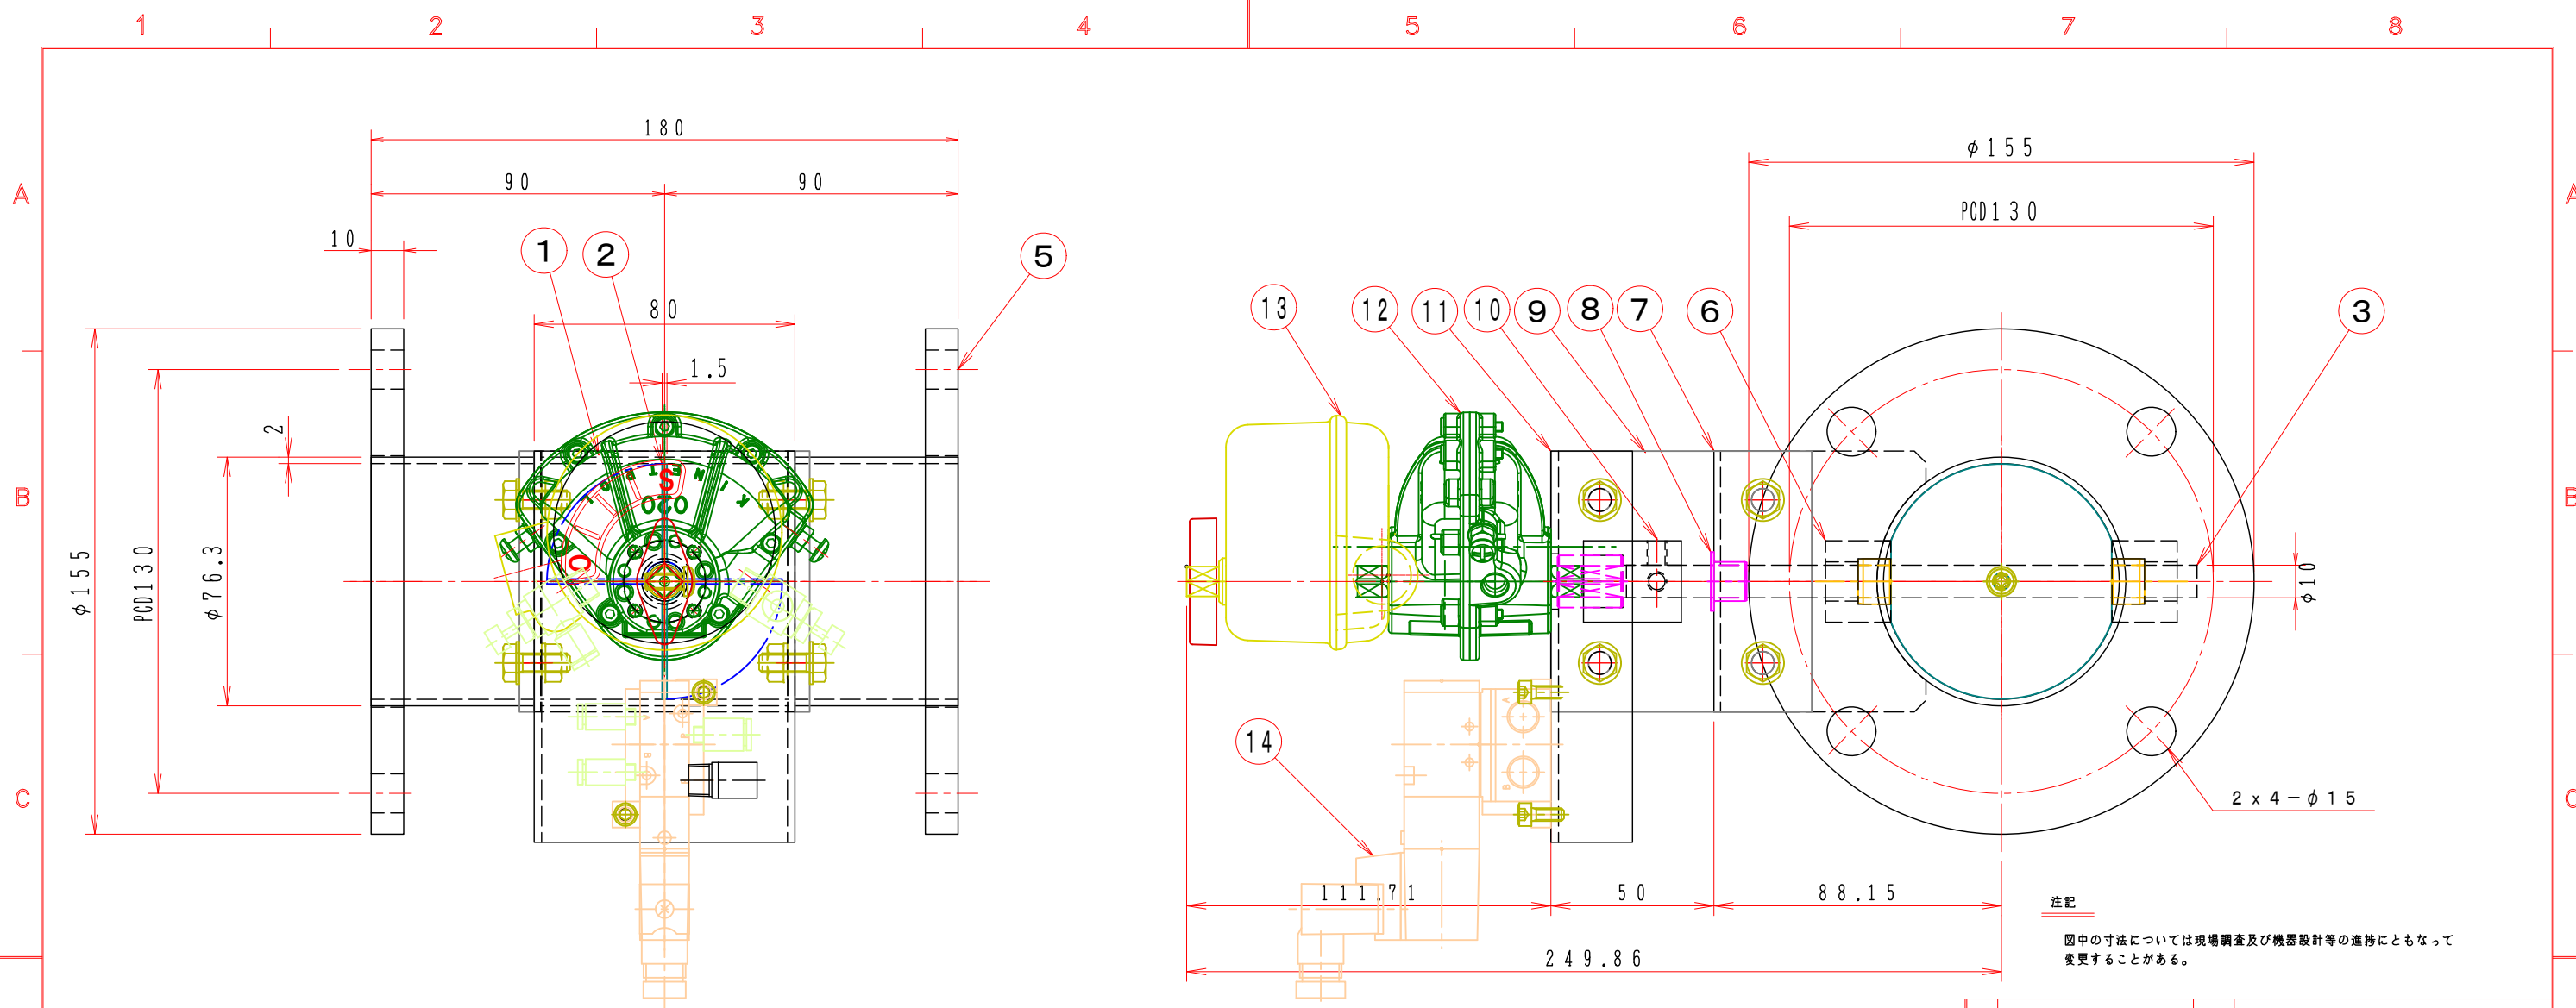 1 2 3 4 5 6 7 8
A A
B B
C C
180
90 90
10
80
1.5
2
φ155
PCD130
φ76.3
1 2 5
KINETROL
S
020
C
A
B
φ155
PCD130
13 12 11 10 9 8 7 6 3
14
φ10
A
B
2x4-φ15
111.71 50 88.15
249.86
注記
図中の寸法については現場調査及び機器設計等の進捗にともなって
変更することがある。